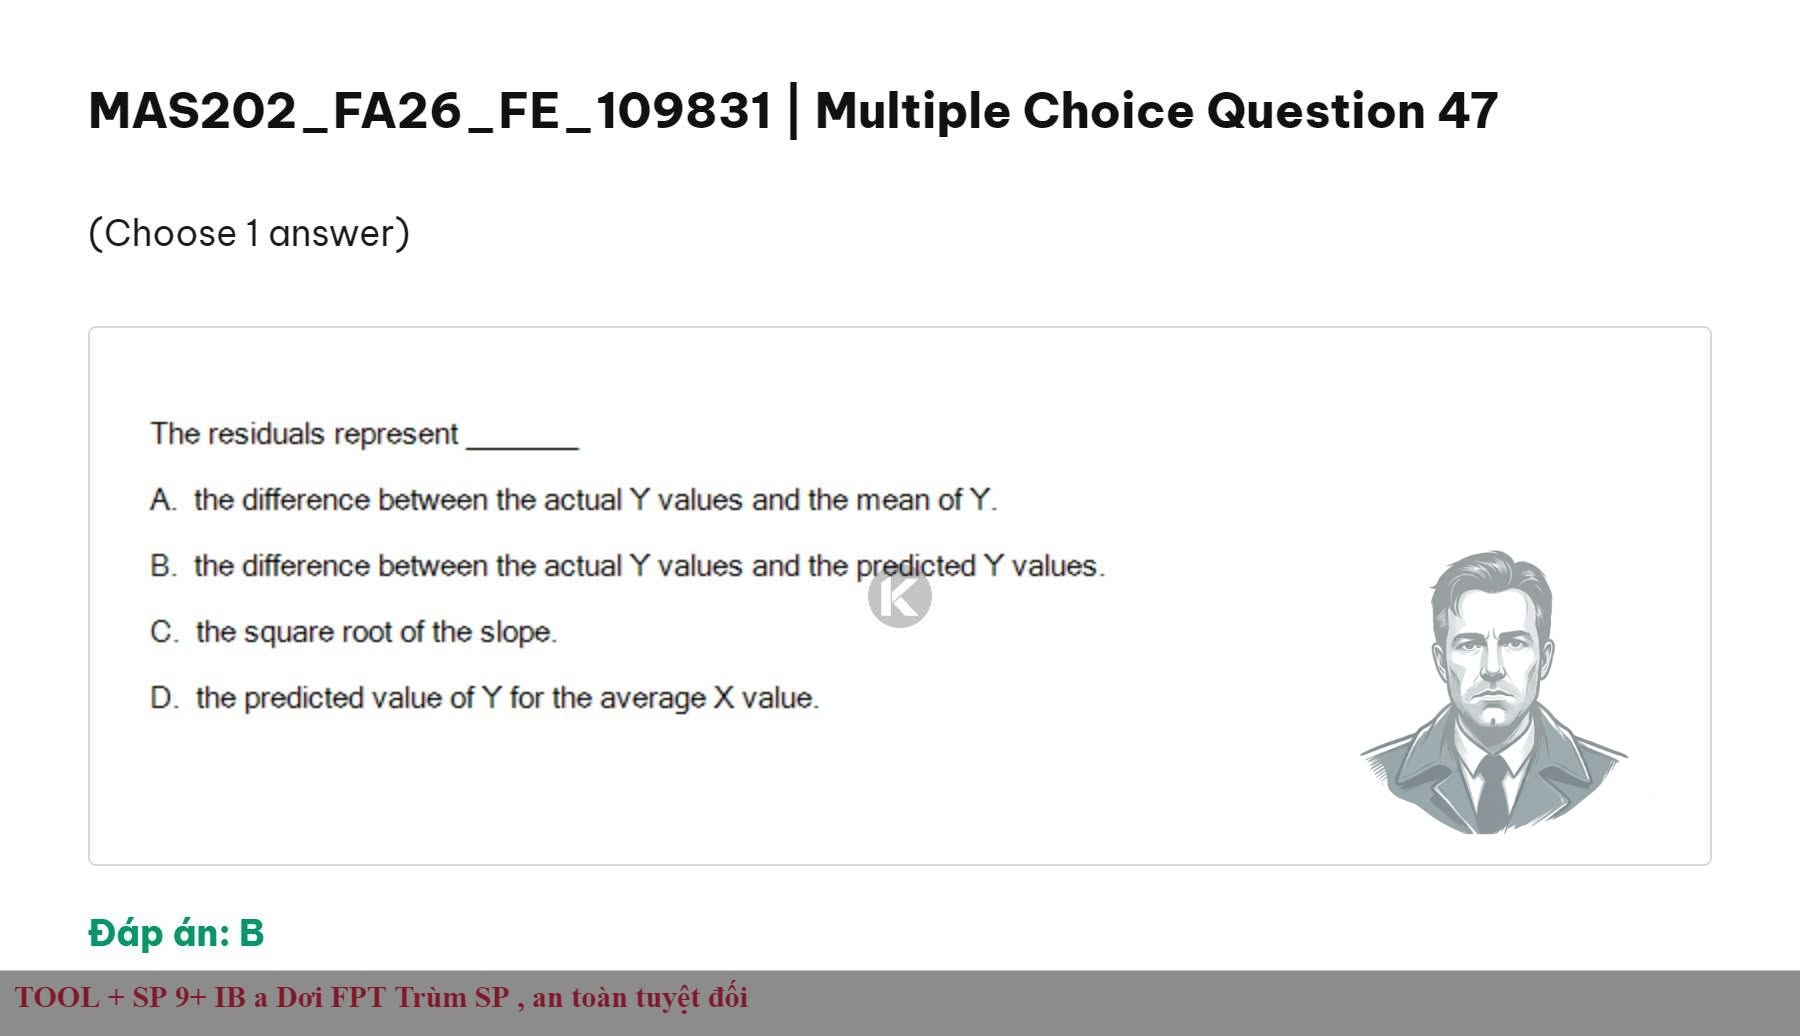 MAS202_FA26_FE_109831 | Multiple Choice Question 47
(Choose 1 answer)
The residuals represent _______
A. the difference between the actual Y values and the mean of Y.
B. the difference between the actual Y values and the predicted Y values.
K
C. the square root of the slope.
D. the predicted value of Y for the average X value.
Đáp án: B
TOOL + SP 9+ IB a Dơi FPT Trùm SP , an toàn tuyệt đối